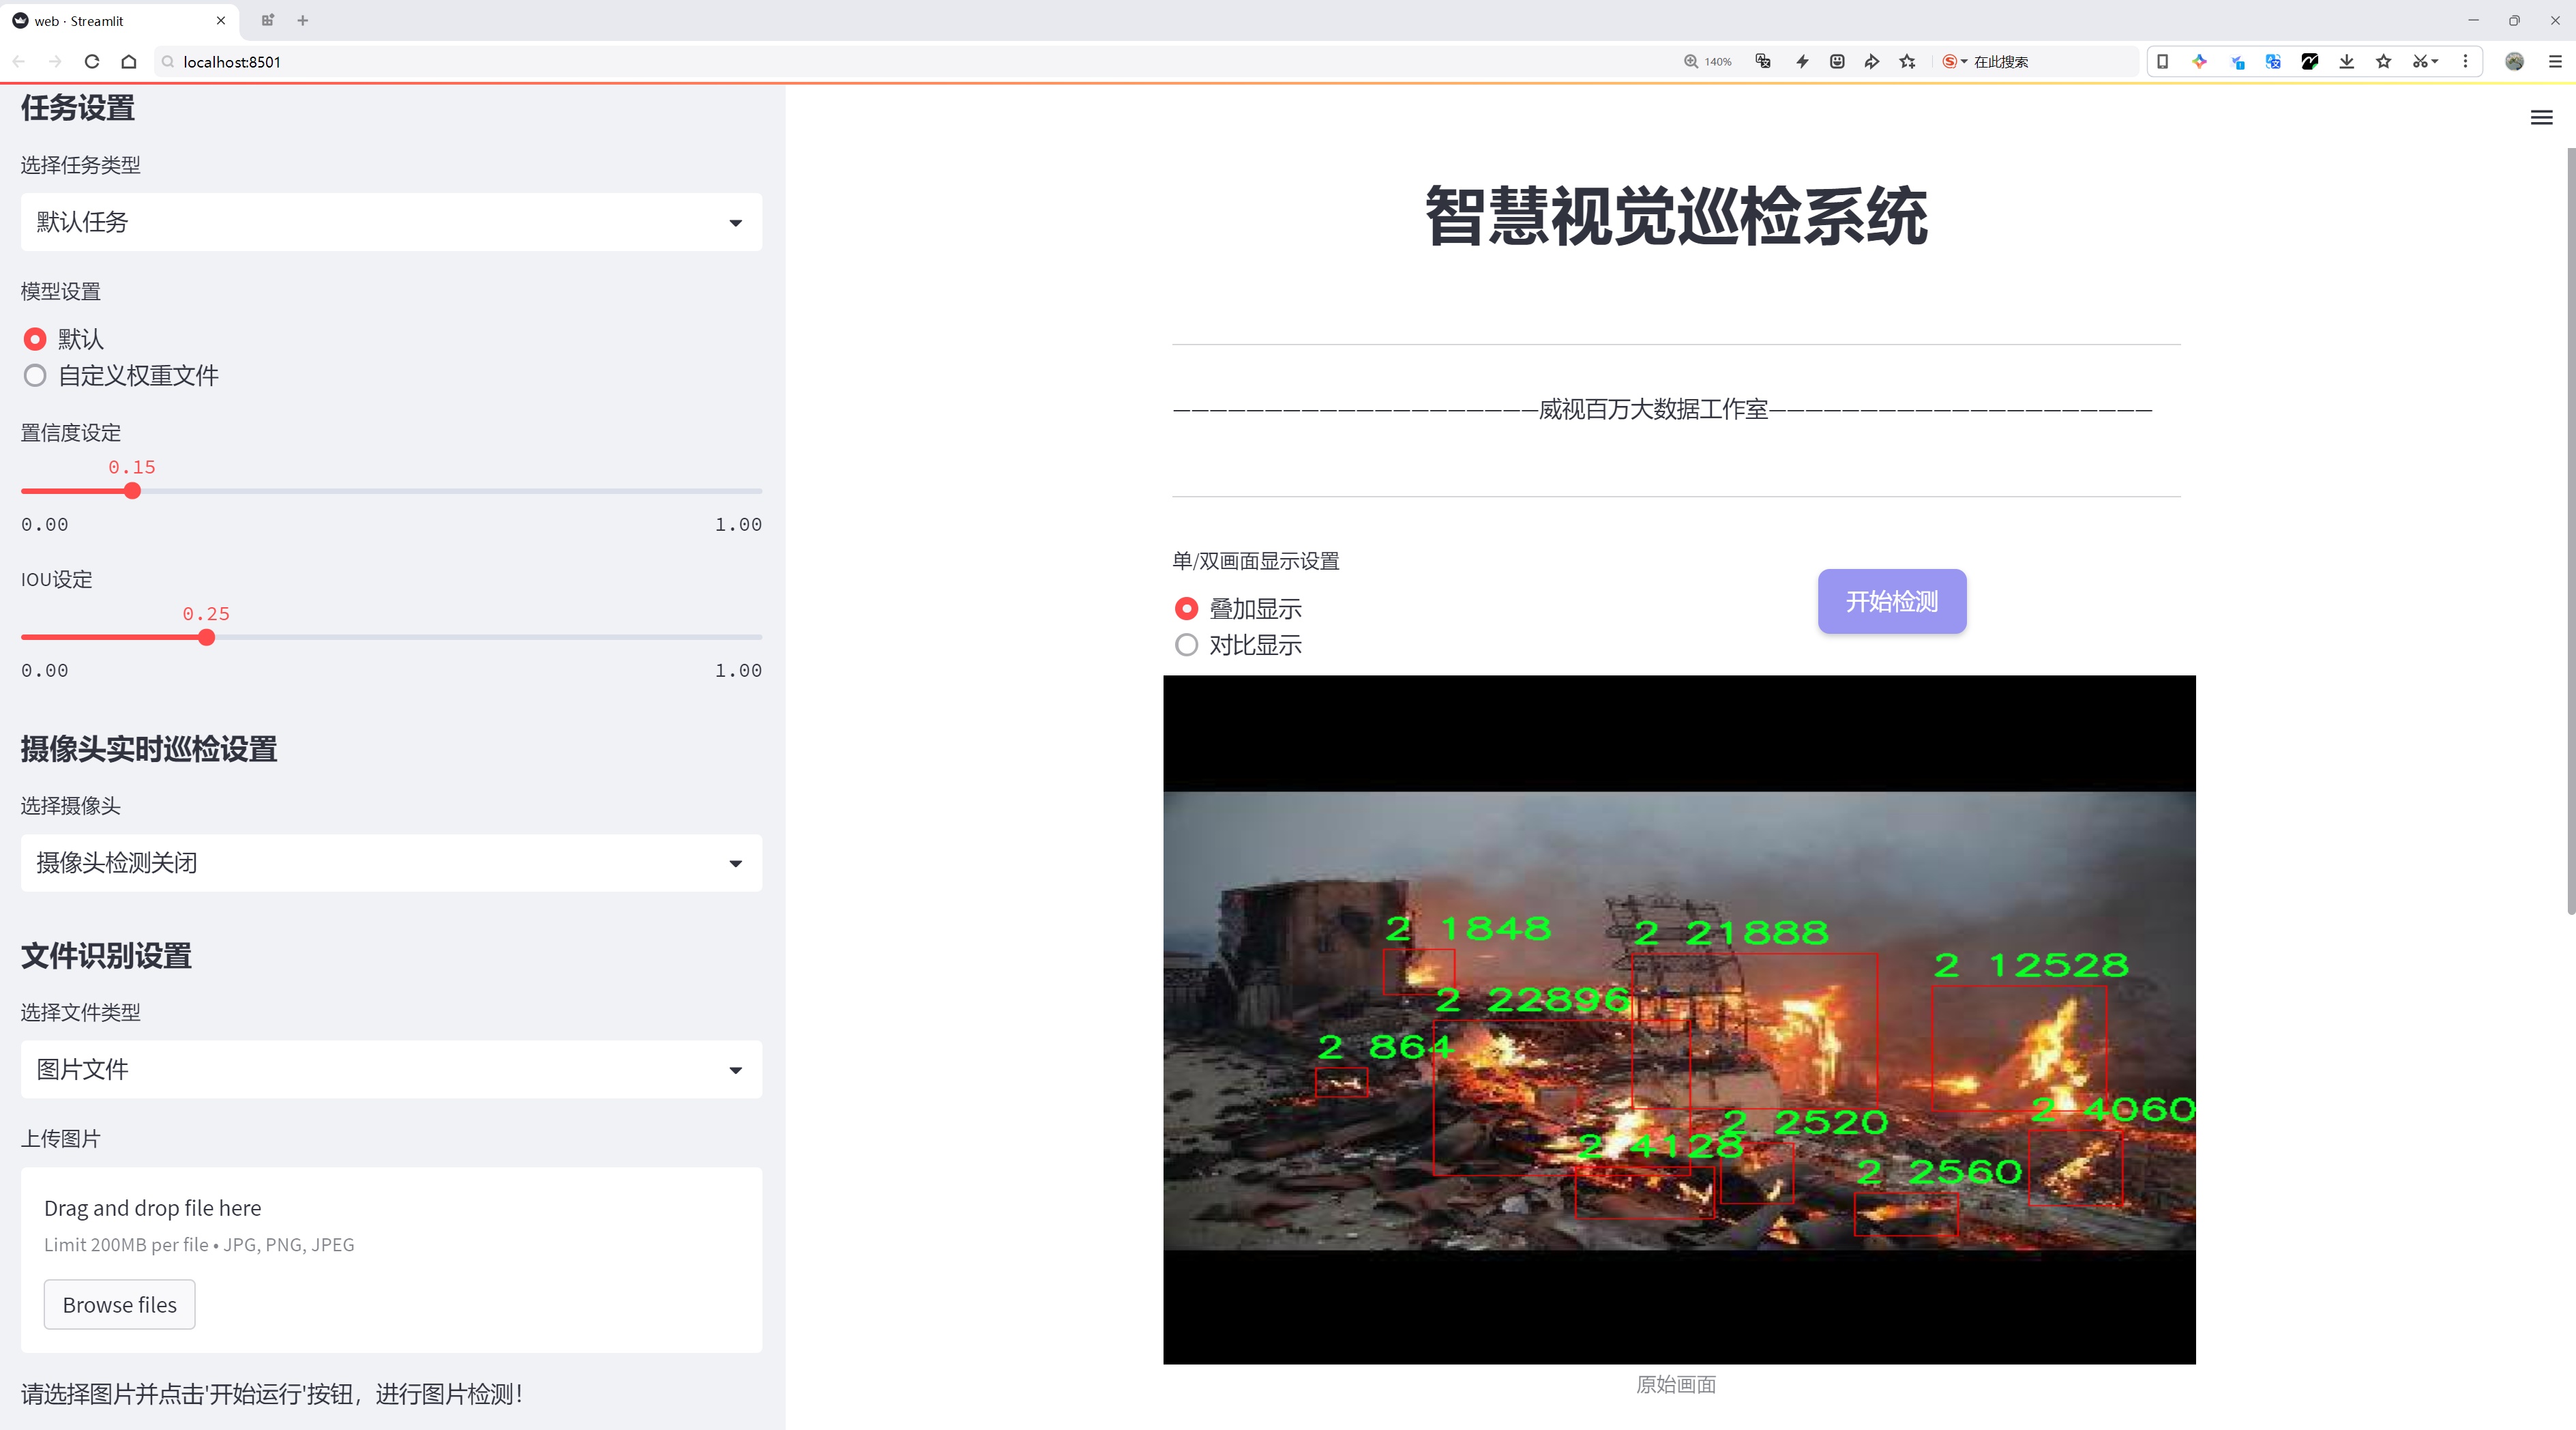 web · Streamlit
localhost:8501
140%
在此搜索
任务设置
选择任务类型
默认任务
模型设置
默认
自定义权重文件
置信度设定
0.15
0.00
1.00
IOU设定
0.25
0.00
1.00
摄像头实时巡检设置
选择摄像头
摄像头检测关闭
文件识别设置
选择文件类型
图片文件
上传图片
Drag and drop file here
Limit 200MB per file • JPG, PNG, JPEG
Browse files
请选择图片并点击'开始运行'按钮，进行图片检测！
智慧视觉巡检系统
—————————————————————威视百万大数据工作室—————————————————————
单/双画面显示设置
叠加显示
对比显示
开始检测
2 1848
2 21888
2 12528
2 22896
2 864
2 4060
2 2520
2 4128
2 2560
原始画面